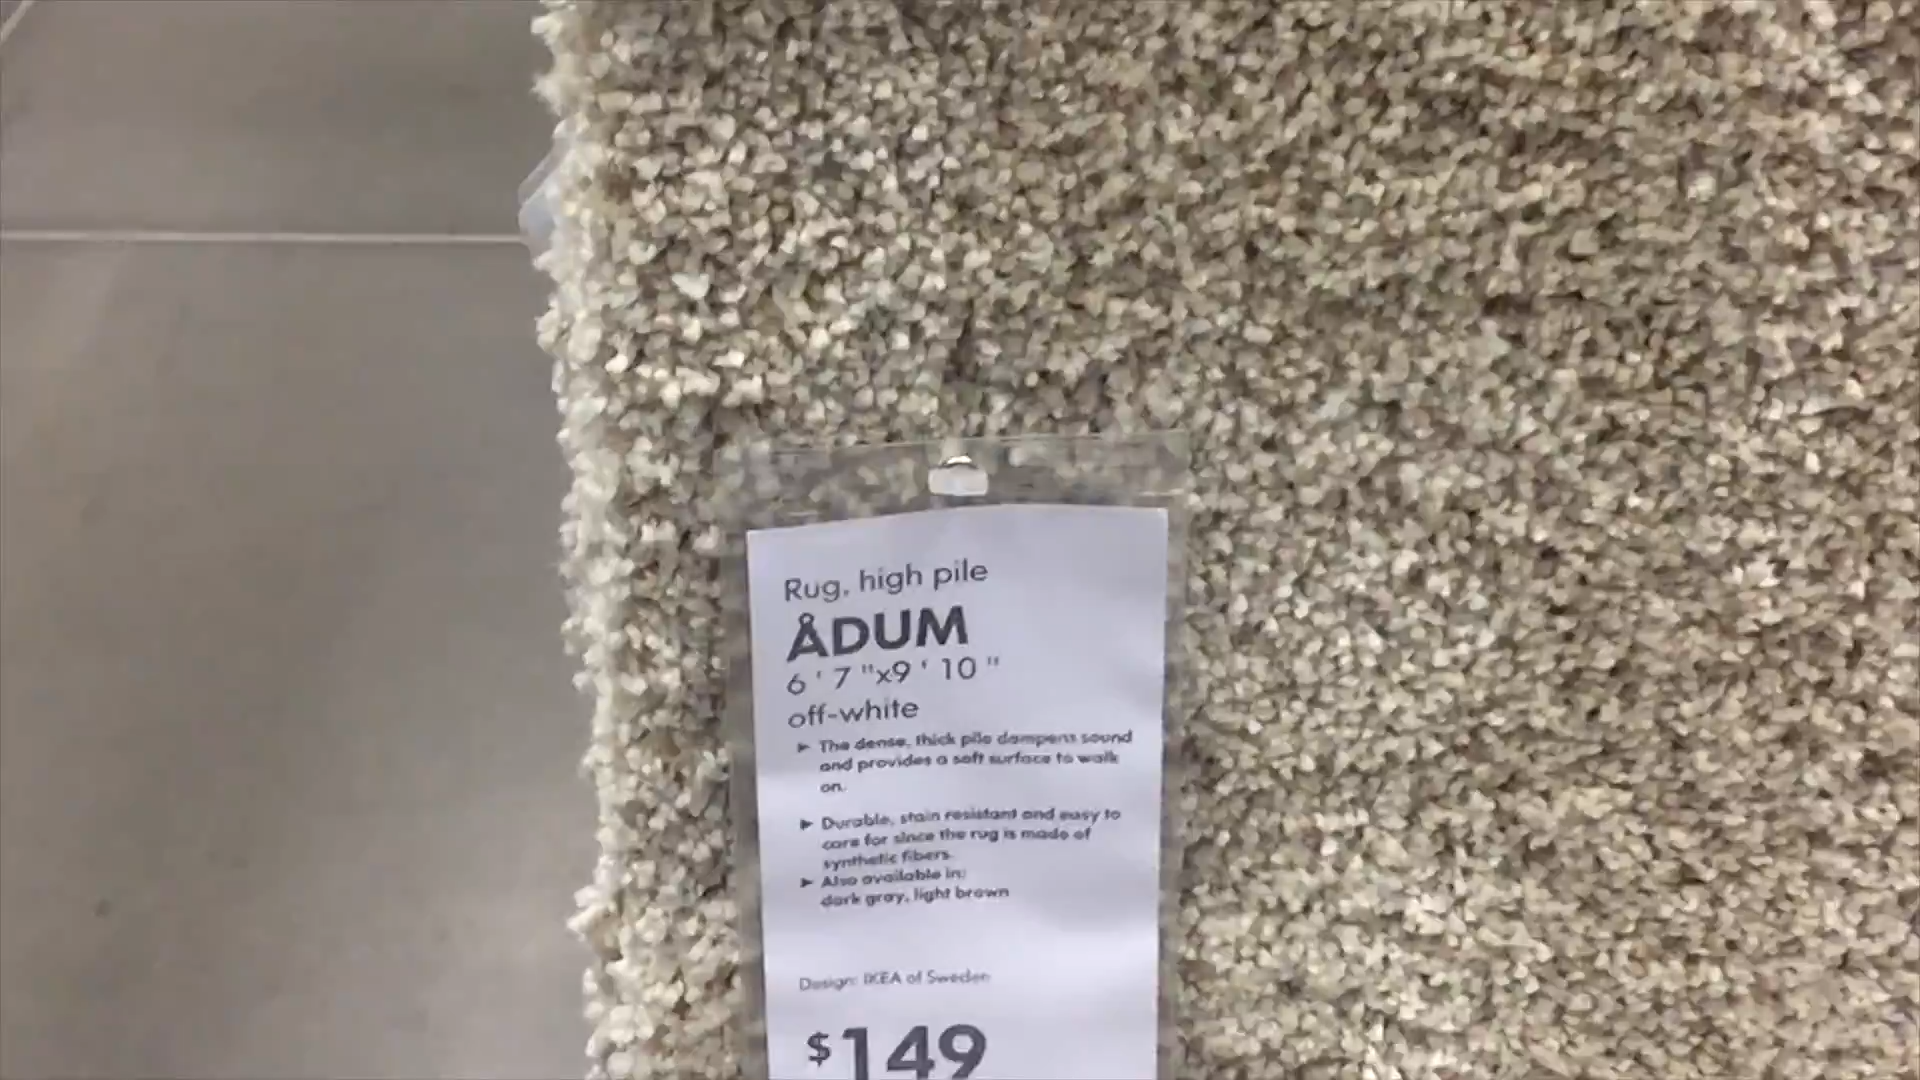 Rug, high pile
ÅDUM
6 ' 7 "x9 ' 10 "
off-white
► The dense, thick pile dampens sound
and provides a soft surface to walk
on.
► Durable, stain resistant and easy to
care for since the rug is made of
synthetic fibers.
► Also available in:
dark gray, light brown
Design: IKEA of Sweden
$149